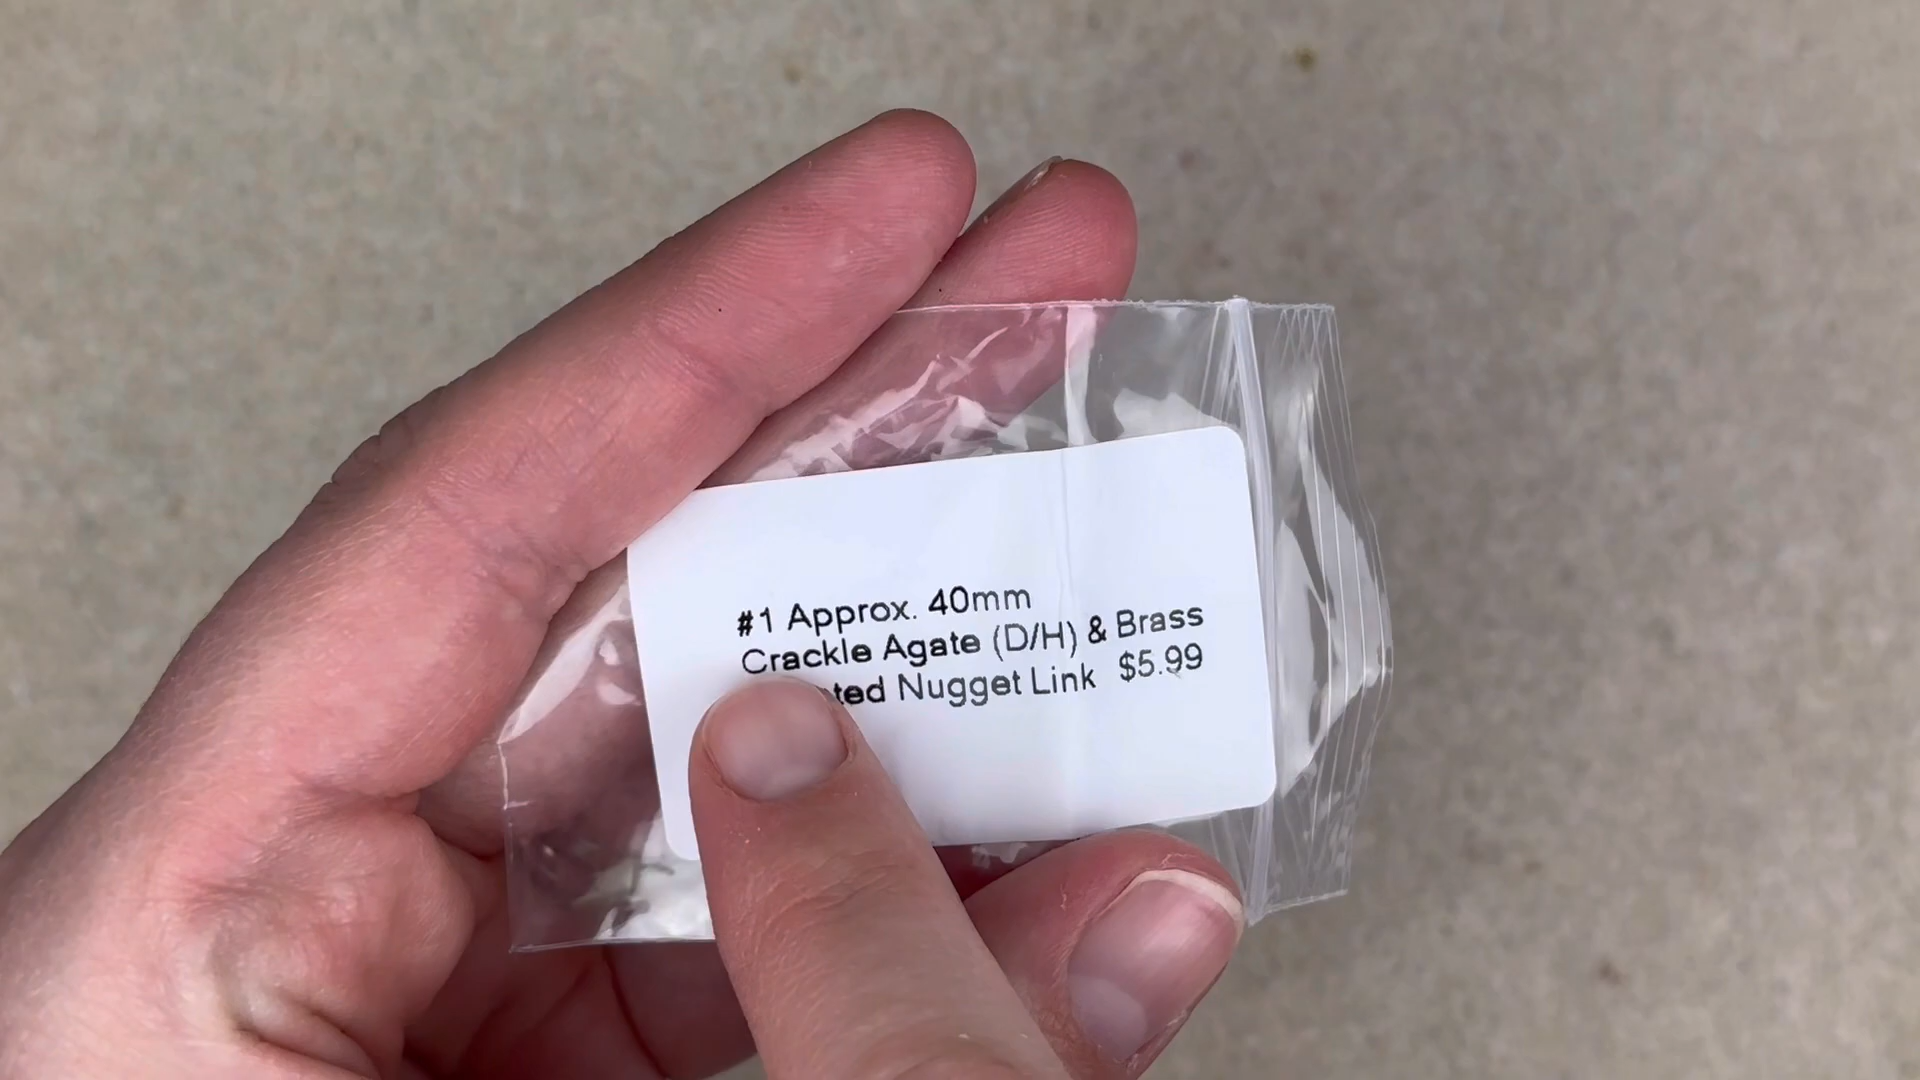 #1 Approx. 40mm
Crackle Agate (D/H) & Brass
Nugget Link $5.99